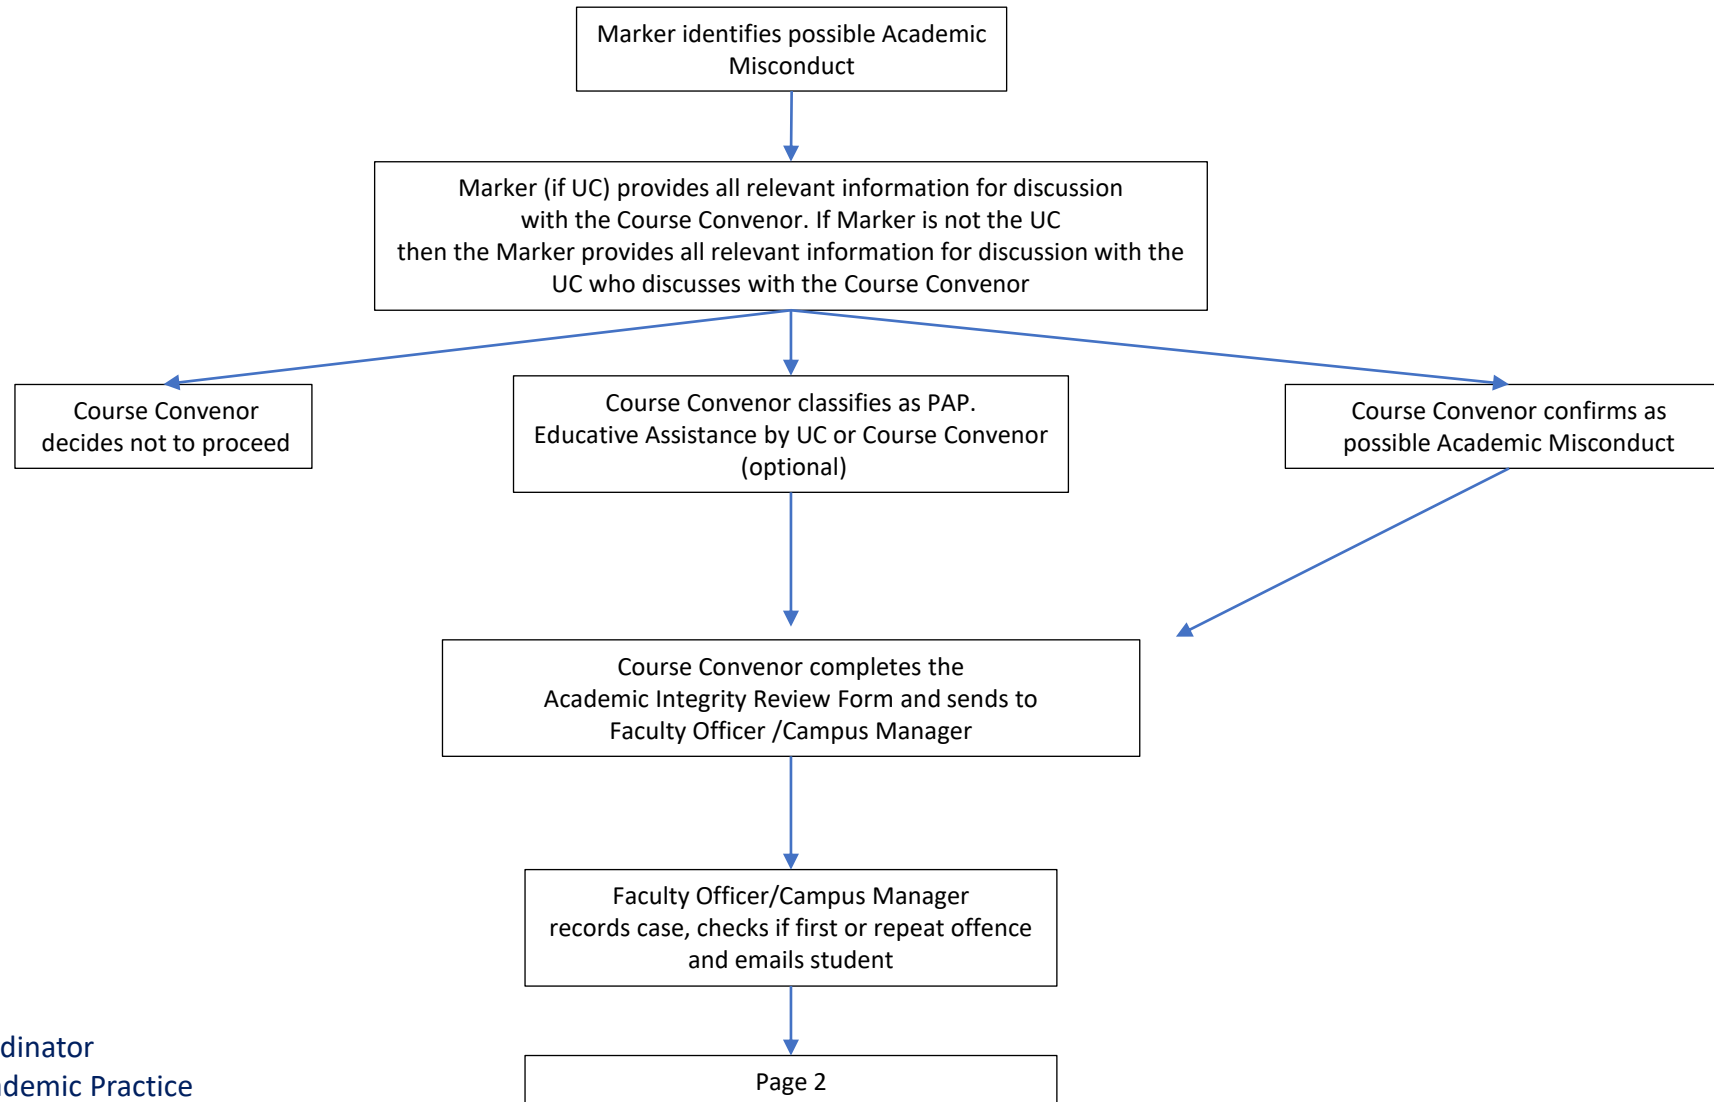 Marker identifies possible Academic
Misconduct
Marker (if UC) provides all relevant information for discussion
with the Course Convenor. If Marker is not the UC
then the Marker provides all relevant information for discussion with the
UC who discusses with the Course Convenor
Course Convenor
decides not to proceed
Course Convenor classifies as PAP.
Educative Assistance by UC or Course Convenor
(optional)
Course Convenor confirms as
possible Academic Misconduct
Course Convenor completes the
Academic Integrity Review Form and sends to
Faculty Officer /Campus Manager
Faculty Officer/Campus Manager
records case, checks if first or repeat offence
and emails student
dinator
ademic Practice
Page 2